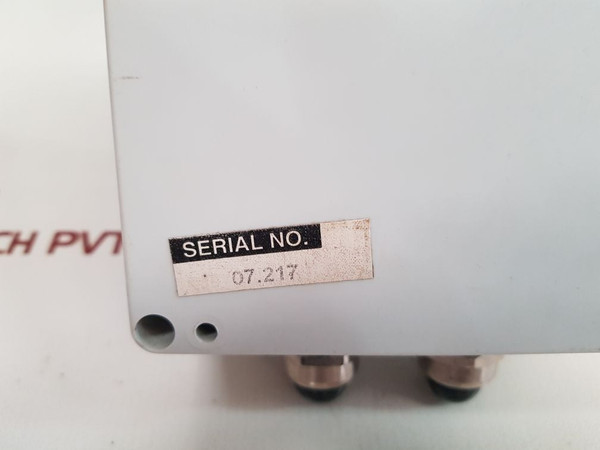 CH PVT
SERIAL NO.
07.217